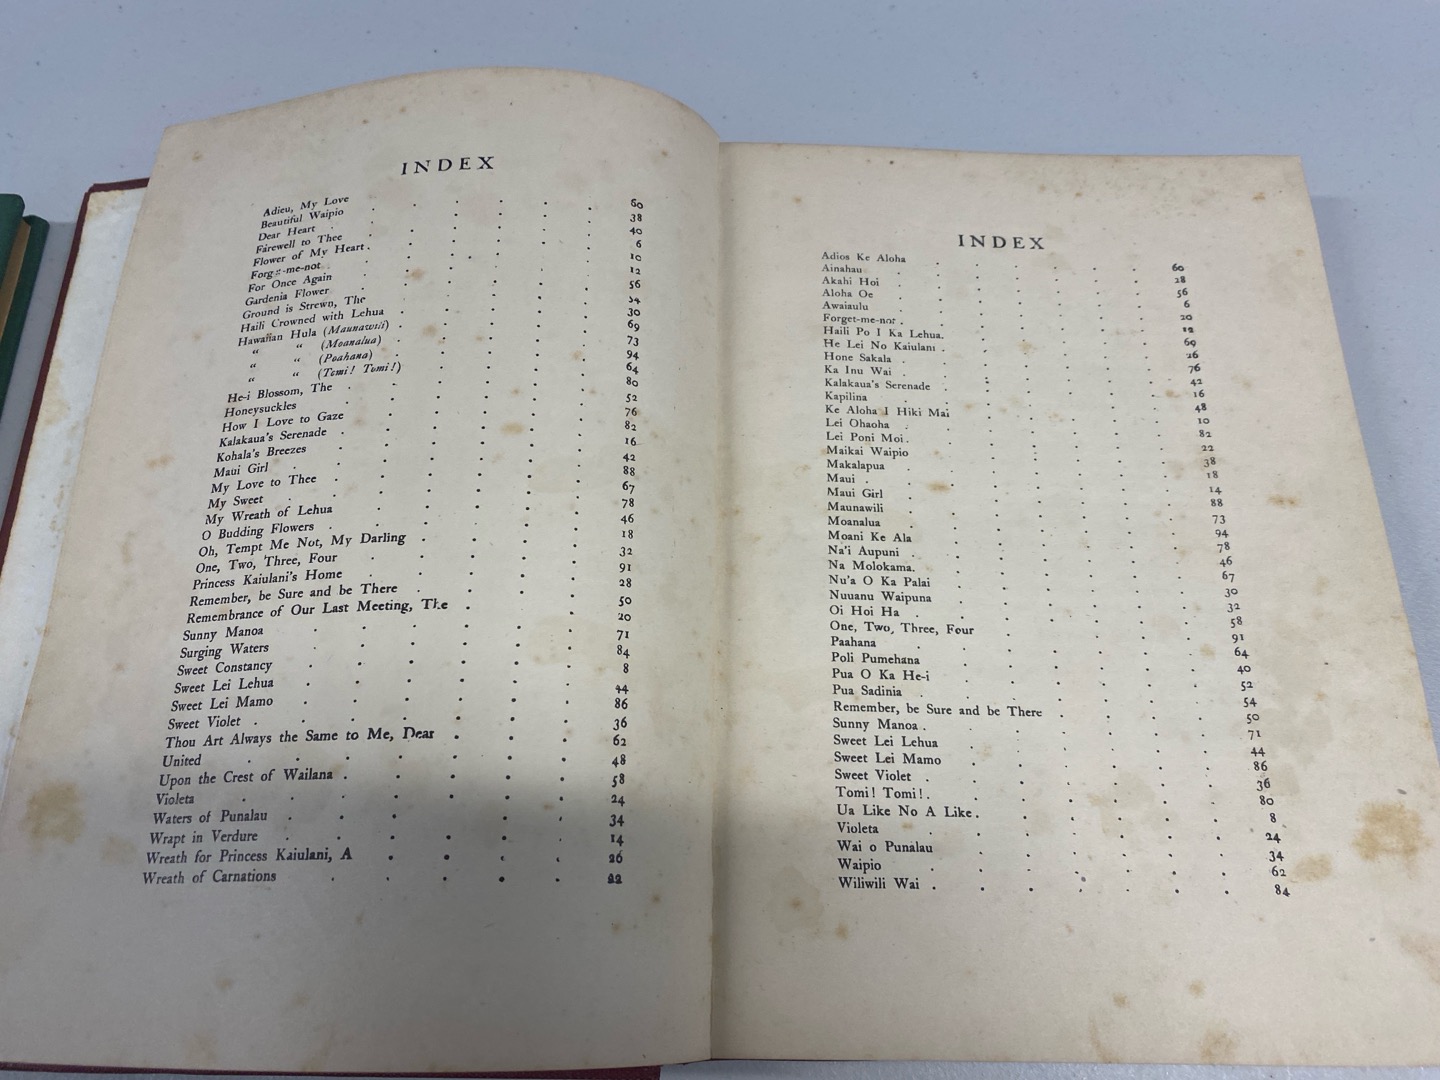 INDEX
Adieu, My Love . . . . . . 60
Beautiful Waipio . . . . . 38
Dear Heart . . . . . . 40
Farewell to Thee . . . . . 6
Flower of My Heart . . . . . 10
Forget-me-not . . . . . 12
For Once Again . . . . . 56
Gardenia Flower . . . . . 54
Ground is Strewn, The . . . . . 30
Haili Crowned with Lehua . . . . . 69
Hawaiian Hula (Maunawili) . . . . . 73
“ “ (Moanalua) . . . . . 94
“ “ (Poahana) . . . . . 64
“ “ (Tomi! Tomi!) . . . . . 80
He-i Blossom, The . . . . . 52
Honeysuckles . . . . . 76
How I Love to Gaze . . . . . 82
Kalakaua's Serenade . . . . . 16
Kohala's Breezes . . . . . 42
Maui Girl . . . . . 88
My Love to Thee . . . . . 67
My Sweet . . . . . 78
My Wreath of Lehua . . . . . 46
O Budding Flowers . . . . . 18
Oh, Tempt Me Not, My Darling . . . . 32
One, Two, Three, Four . . . . . 91
Princess Kaiulani's Home . . . . . 28
Remember, be Sure and be There . . . . 50
Remembrance of Our Last Meeting, The . . . 20
Sunny Manoa . . . . . 71
Surging Waters . . . . . 84
Sweet Constancy . . . . . 8
Sweet Lei Lehua . . . . . 44
Sweet Lei Mamo . . . . . 86
Sweet Violet . . . . . 36
Thou Art Always the Same to Me, Dear . . . 62
United . . . . . 48
Upon the Crest of Wailana . . . . . 58
Violeta . . . . . 24
Waters of Punalau . . . . . 34
Wrapt in Verdure . . . . . 14
Wreath for Princess Kaiulani, A . . . . 26
Wreath of Carnations . . . . . 22
INDEX
Adios Ke Aloha . . . . . 60
Ainahau . . . . . . 28
Akahi Hoi . . . . . . 56
Aloha Oe . . . . . . 6
Awaiaulu . . . . . . 20
Forget-me-not . . . . . . 12
Haili Po I Ka Lehua. . . . . . 69
He Lei No Kaiulani . . . . . . 26
Hone Sakala . . . . . . 76
Ka Inu Wai . . . . . . 42
Kalakaua's Serenade . . . . . 16
Kapilina . . . . . . 48
Ke Aloha I Hiki Mai . . . . . 10
Lei Ohaoha . . . . . . 82
Lei Poni Moi . . . . . . 22
Maikai Waipio . . . . . 38
Makalapua . . . . . . 18
Maui . . . . . . 14
Maui Girl . . . . . . 88
Maunawili . . . . . . 73
Moanalua . . . . . . 94
Moani Ke Ala . . . . . 78
Na'i Aupuni . . . . . . 46
Na Molokama. . . . . . 67
Nu'a O Ka Palai . . . . . 30
Nuuanu Waipuna . . . . . 32
Oi Hoi Ha . . . . . . 58
One, Two, Three, Four . . . . . 91
Paahana . . . . . . 64
Poli Pumehana . . . . . 40
Pua O Ka He-i . . . . . 52
Pua Sadinia . . . . . . 54
Remember, be Sure and be There . . . . 50
Sunny Manoa . . . . . . 71
Sweet Lei Lehua . . . . . 44
Sweet Lei Mamo . . . . . 86
Sweet Violet . . . . . . 36
Tomi! Tomi! . . . . . . 80
Ua Like No A Like . . . . . . 8
Violeta . . . . . . 24
Wai o Punalau . . . . . 34
Waipio . . . . . . 62
Wiliwili Wai . . . . . . 84